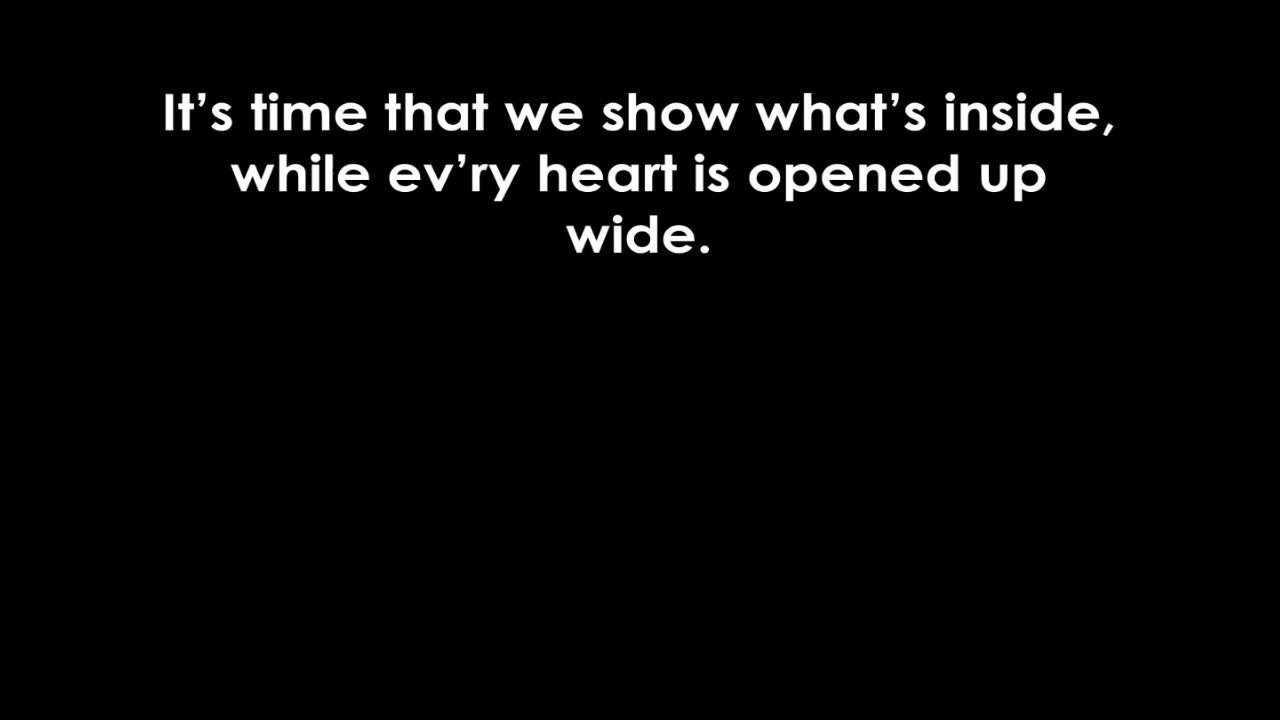 It’s time that we show what’s inside,
while ev’ry heart is opened up
wide.